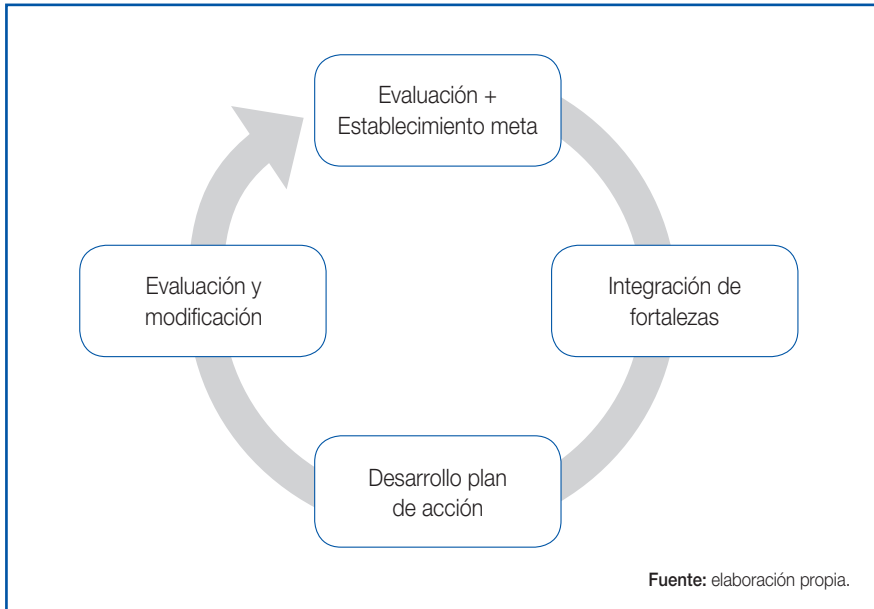 Evaluación +
Establecimiento meta
Integración de
fortalezas
Desarrollo plan
de acción
Evaluación y
modificación
Fuente: elaboración propia.